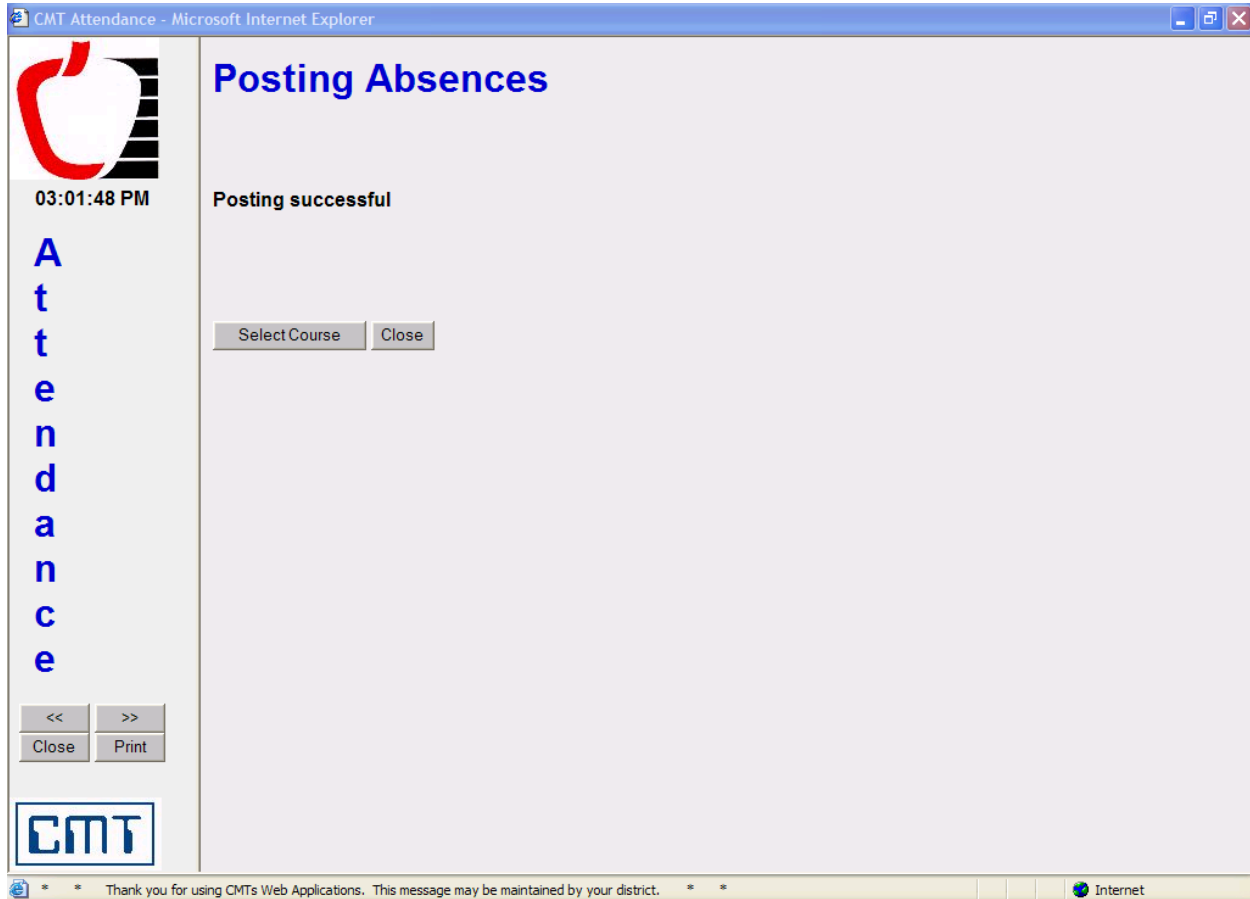 CMT Attendance - Microsoft Internet Explorer
03:01:48 PM
A
t
t
e
n
d
a
n
c
e
<< >>
Close Print
CMT
Posting Absences
Posting successful
Select Course Close
* * Thank you for using CMTs Web Applications. This message may be maintained by your district. * *
Internet